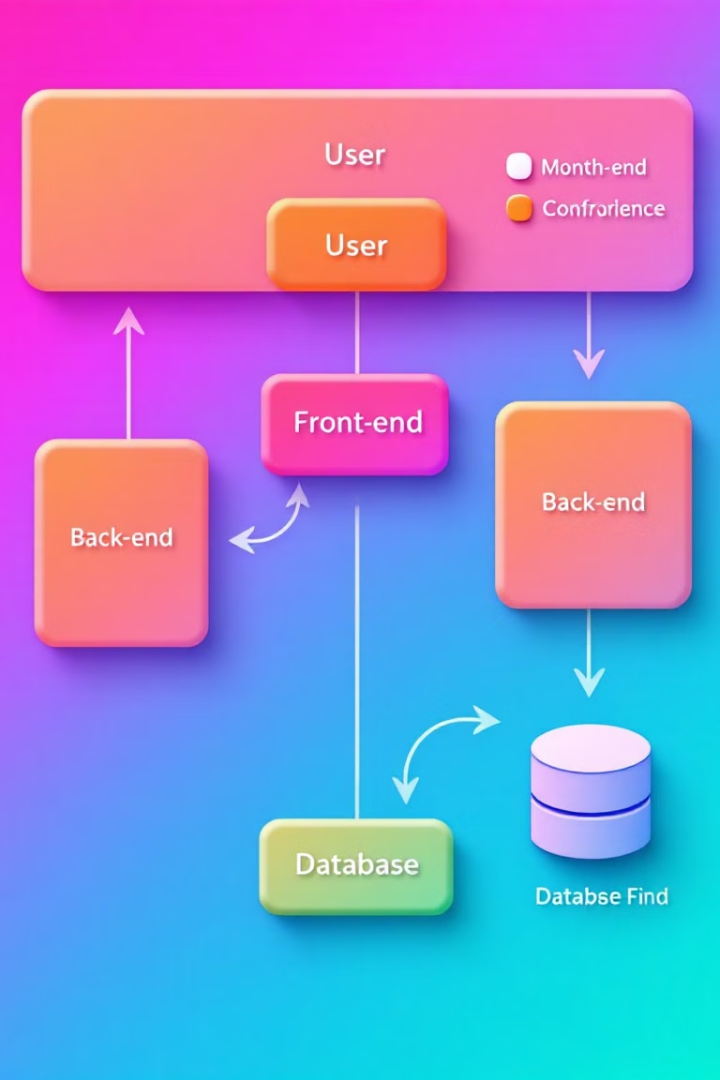 User
Month-end
Confrorlence
User
Front-end
Back-end
Back-end
Database
Databse Find